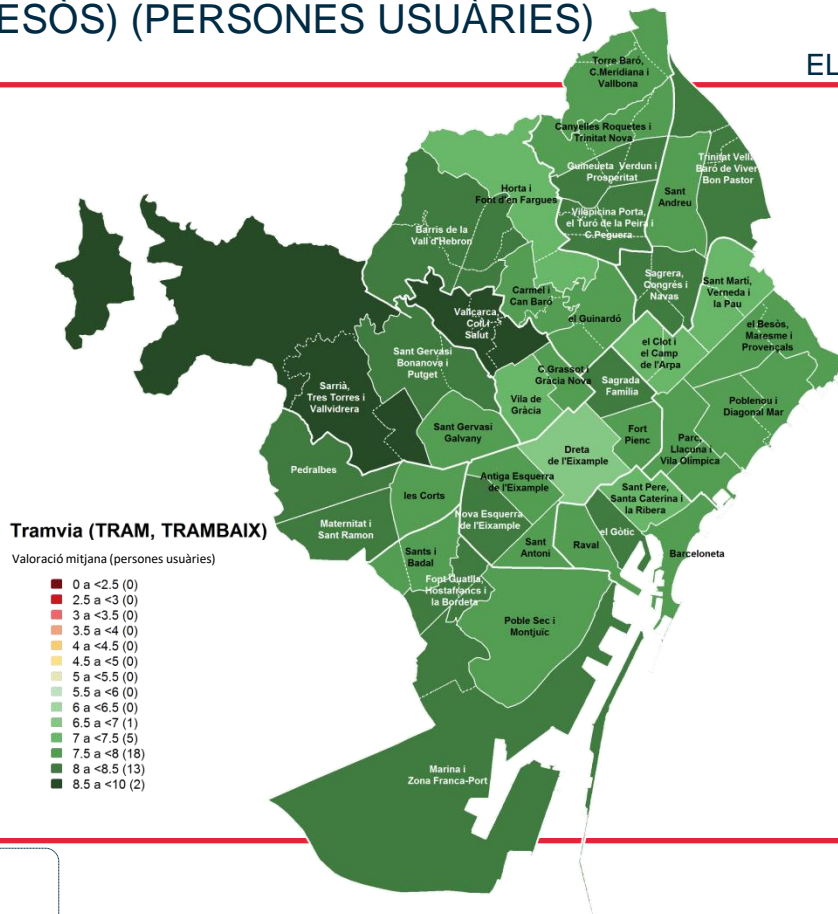 ESÒS) (PERSONES USUÀRIES)
EL
Torre Baró,
C.Meridiana i
Vallbona
Canyelles Roquetes i
Trinitat Nova
Guineueta Verdun i
Prosperitat
Trinitat Vella
Baró de Viver
Bon Pastor
Horta i
Font d'en Fargues
Sant
Andreu
Vilapicina Porta,
el Turó de la Peira i
C.Peguera
Barris de la
Vall d'Hebron
Sagrera,
Congrés i
Navas
Sant Martí,
Verneda i
la Pau
Carmel i
Can Baró
Vallcarca,
Coll i
Salut
el Guinardó
el Besòs,
Maresme i
Provençals
el Clot i
el Camp
de l'Arpa
Sant Gervasi
Bonanova i
Putget
C.Grassot i
Gràcia Nova
Sagrada
Família
Sarrià,
Tres Torres i
Vallvidrera
Vila de
Gràcia
Poblenou i
Diagonal Mar
Sant Gervasi
Galvany
Fort
Pienc
Parc,
Llacuna i
Vila Olímpica
Dreta
de l'Eixample
Pedralbes
Antiga Esquerra
de l'Eixample
Sant Pere,
Santa Caterina i
la Ribera
les Corts
Nova Esquerra
de l'Eixample
Maternitat i
Sant Ramon
el Gòtic
Sant
Antoni
Raval
Barceloneta
Sants i
Badal
Font Guatlla,
Hostafrancs i
la Bordeta
Poble Sec i
Montjuïc
Marina i
Zona Franca-Port
Tramvia (TRAM, TRAMBAIX)
Valoració mitjana (persones usuàries)
0 a <2.5 (0)
2.5 a <3 (0)
3 a <3.5 (0)
3.5 a <4 (0)
4 a <4.5 (0)
4.5 a <5 (0)
5 a <5.5 (0)
5.5 a <6 (0)
6 a <6.5 (0)
6.5 a <7 (1)
7 a <7.5 (5)
7.5 a <8 (18)
8 a <8.5 (13)
8.5 a <10 (2)